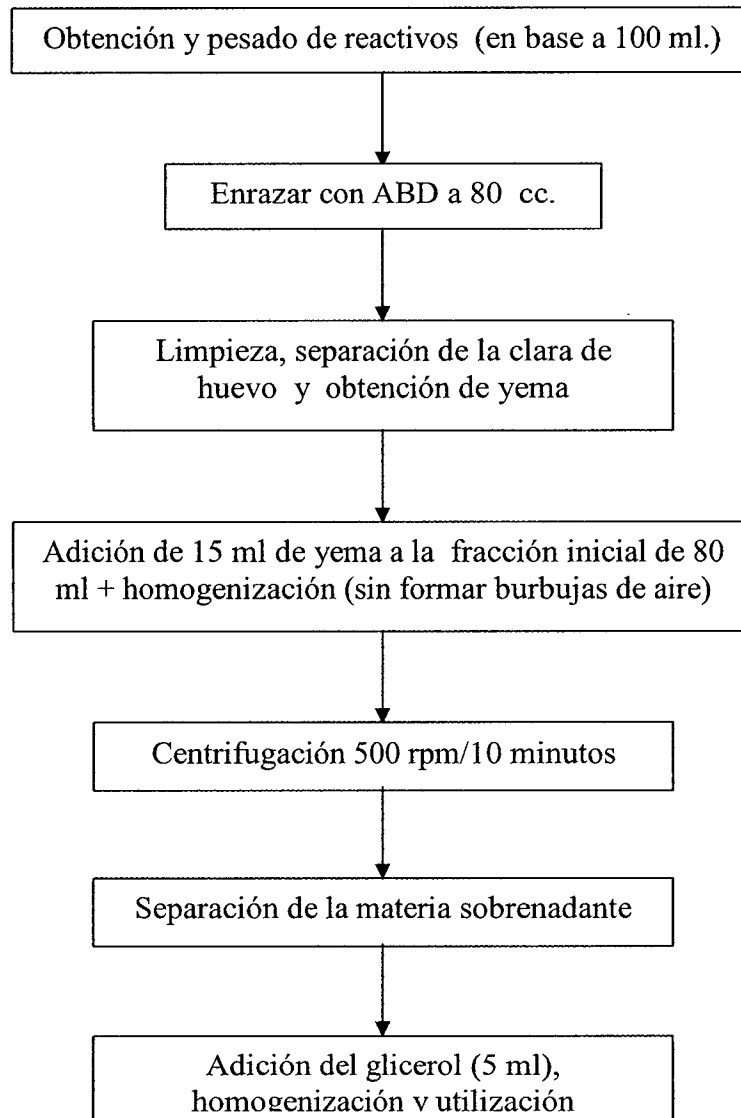 Obtención y pesado de reactivos (en base a 100 ml.)
Enrazar con ABD a 80 cc.
Limpieza, separación de la clara de
huevo y obtención de yema
Adición de 15 ml de yema a la fracción inicial de 80
ml + homogenización (sin formar burbujas de aire)
Centrifugación 500 rpm/10 minutos
Separación de la materia sobrenadante
Adición del glicerol (5 ml),
homogenización y utilización